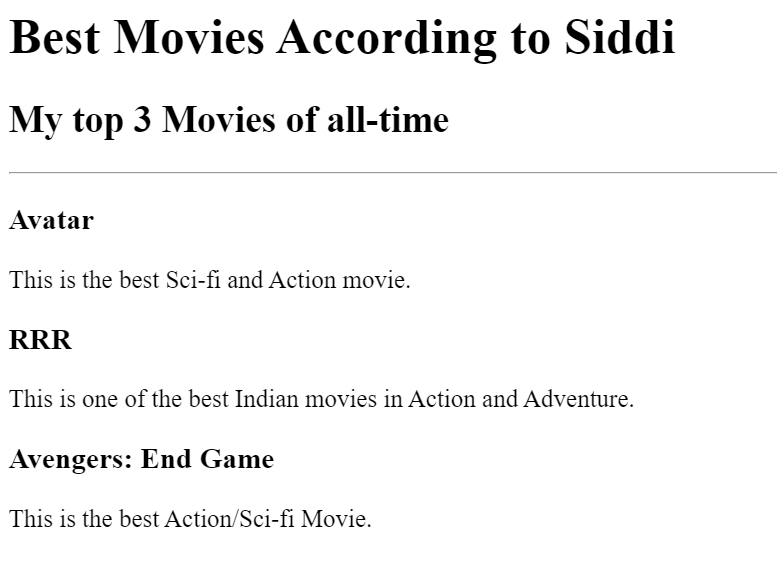 Best Movies According to Siddi
My top 3 Movies of all-time
Avatar
This is the best Sci-fi and Action movie.
RRR
This is one of the best Indian movies in Action and Adventure.
Avengers: End Game
This is the best Action/Sci-fi Movie.